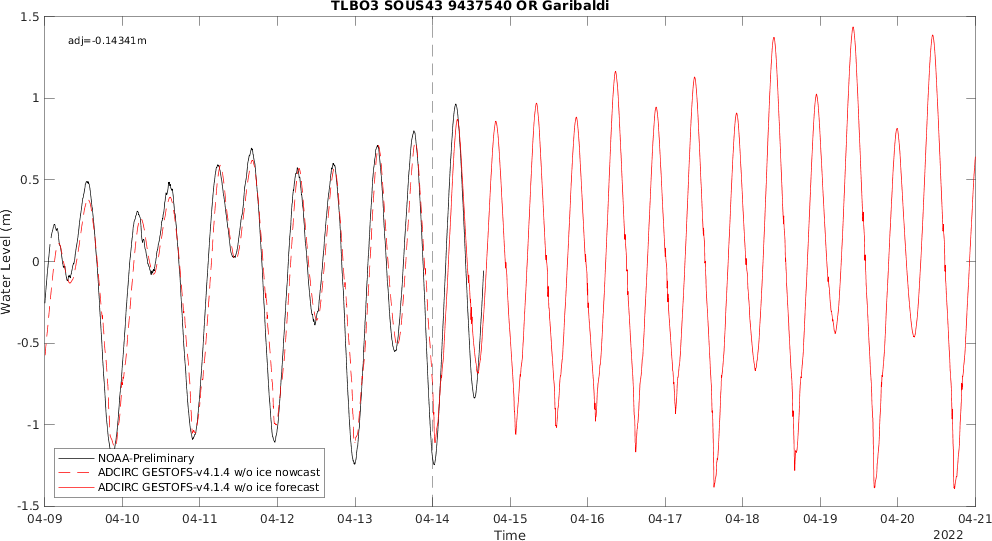 TLBO3 SOUS43 9437540 OR Garibaldi
adj=-0.14341m
1.5
1
0.5
0
-0.5
-1
-1.5
Water Level (m)
NOAA-Preliminary
ADCIRC GESTOFS-v4.1.4 w/o ice nowcast
ADCIRC GESTOFS-v4.1.4 w/o ice forecast
04-09 04-10 04-11 04-12 04-13 04-14 04-15 04-16 04-17 04-18 04-19 04-20 04-21
Time
2022